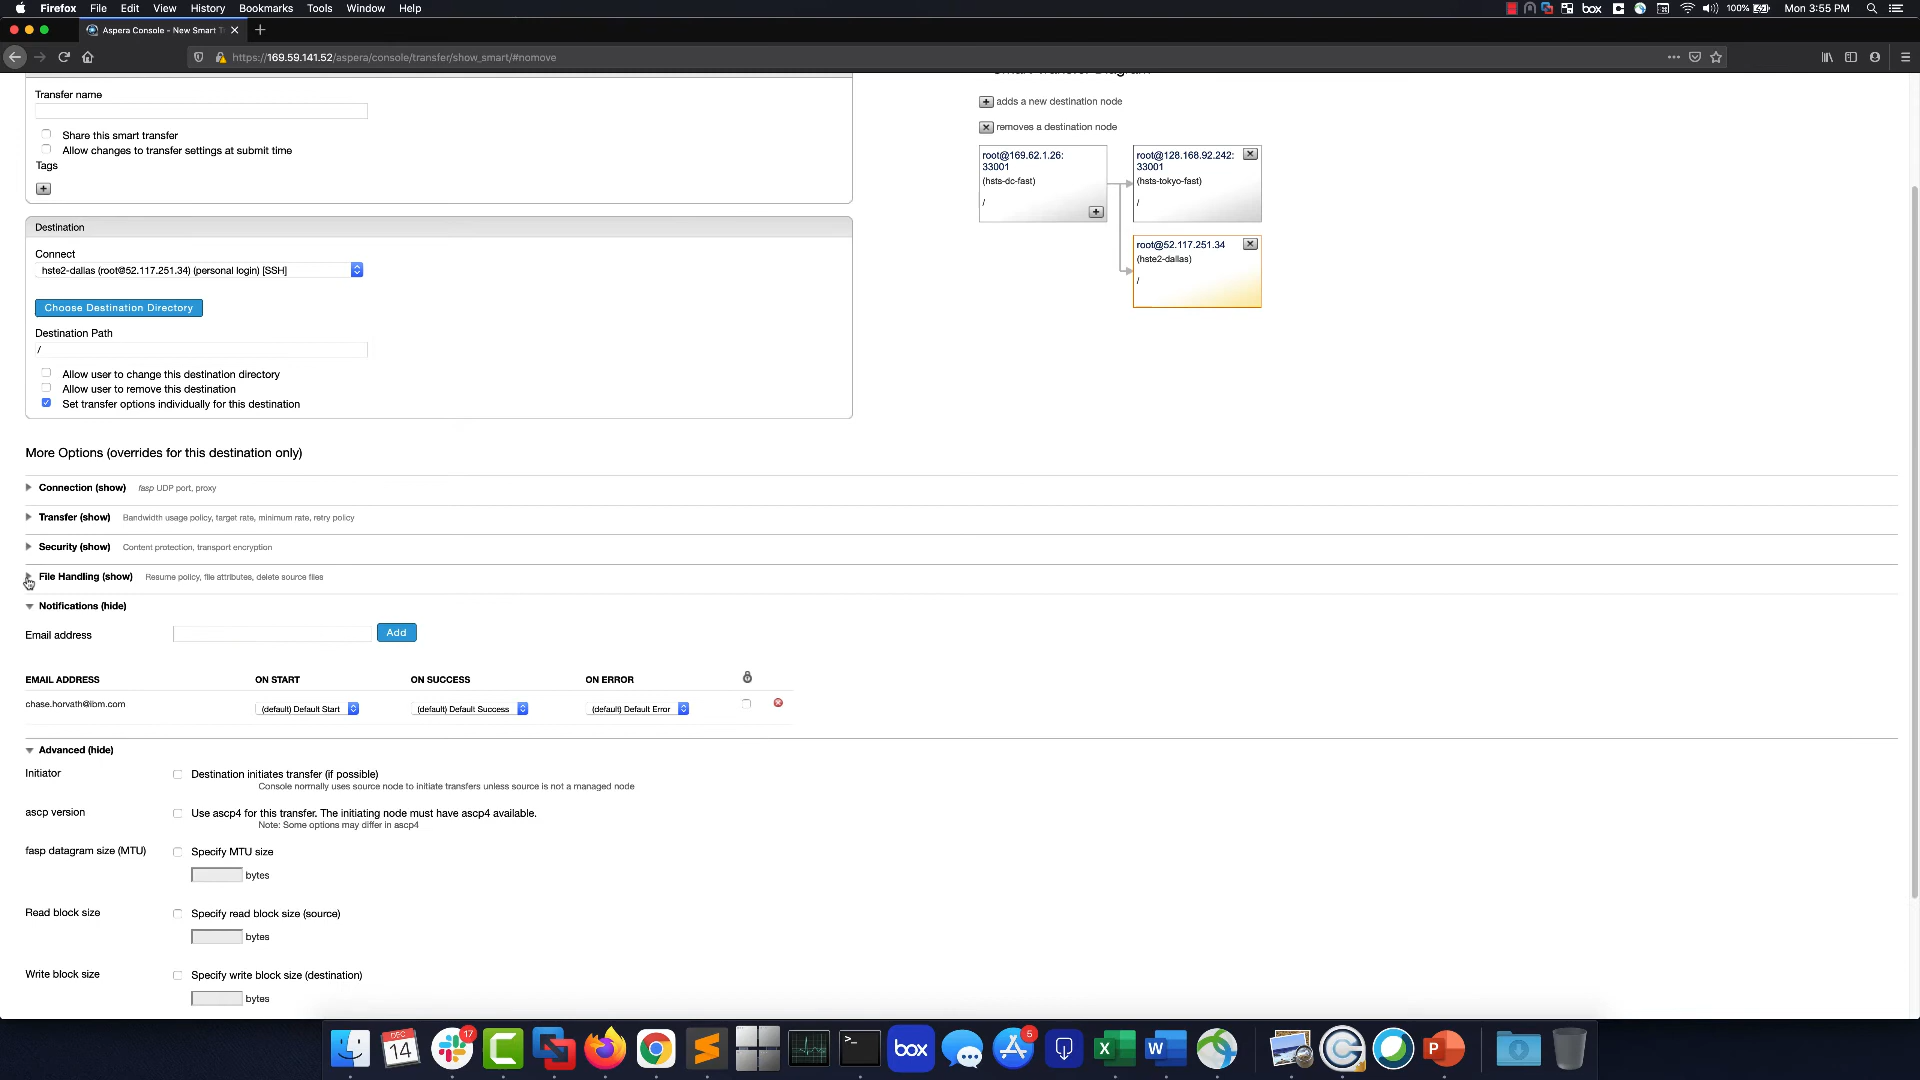 Firefox File Edit View History Bookmarks Tools Window Help
box 100% Mon 3:55 PM
Aspera Console - New Smart T
https://169.59.141.52/aspera/console/transfer/show_smart/#nomove
Smart Transfer Diagram
Transfer name
Share this smart transfer
Allow changes to transfer settings at submit time
Tags
+
+ adds a new destination node
x removes a destination node
root@169.62.1.26:
33001
(hsts-dc-fast)
/
+
root@128.168.92.242:
33001
(hsts-tokyo-fast)
/
x
root@52.117.251.34
(hste2-dallas)
/
x
Destination
Connect
hste2-dallas (root@52.117.251.34) (personal login) [SSH]
Choose Destination Directory
Destination Path
/
Allow user to change this destination directory
Allow user to remove this destination
Set transfer options individually for this destination
More Options (overrides for this destination only)
Connection (show) fasp UDP port, proxy
Transfer (show) Bandwidth usage policy, target rate, minimum rate, retry policy
Security (show) Content protection, transport encryption
File Handling (show) Resume policy, file attributes, delete source files
Notifications (hide)
Email address Add
EMAIL ADDRESS ON START ON SUCCESS ON ERROR
chase.horvath@ibm.com (default) Default Start (default) Default Success (default) Default Error
Advanced (hide)
Initiator Destination initiates transfer (if possible)
Console normally uses source node to initiate transfers unless source is not a managed node
ascp version Use ascp4 for this transfer. The initiating node must have ascp4 available.
Note: Some options may differ in ascp4
fasp datagram size (MTU) Specify MTU size
bytes
Read block size Specify read block size (source)
bytes
Write block size Specify write block size (destination)
bytes
DEC
14
17
>_
box
5
X
W
P